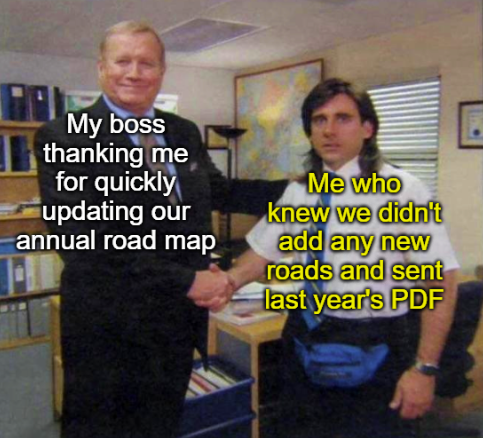 My boss
thanking me
for quickly
updating our
annual road map
Me who
knew we didn't
add any new
roads and sent
last year's PDF